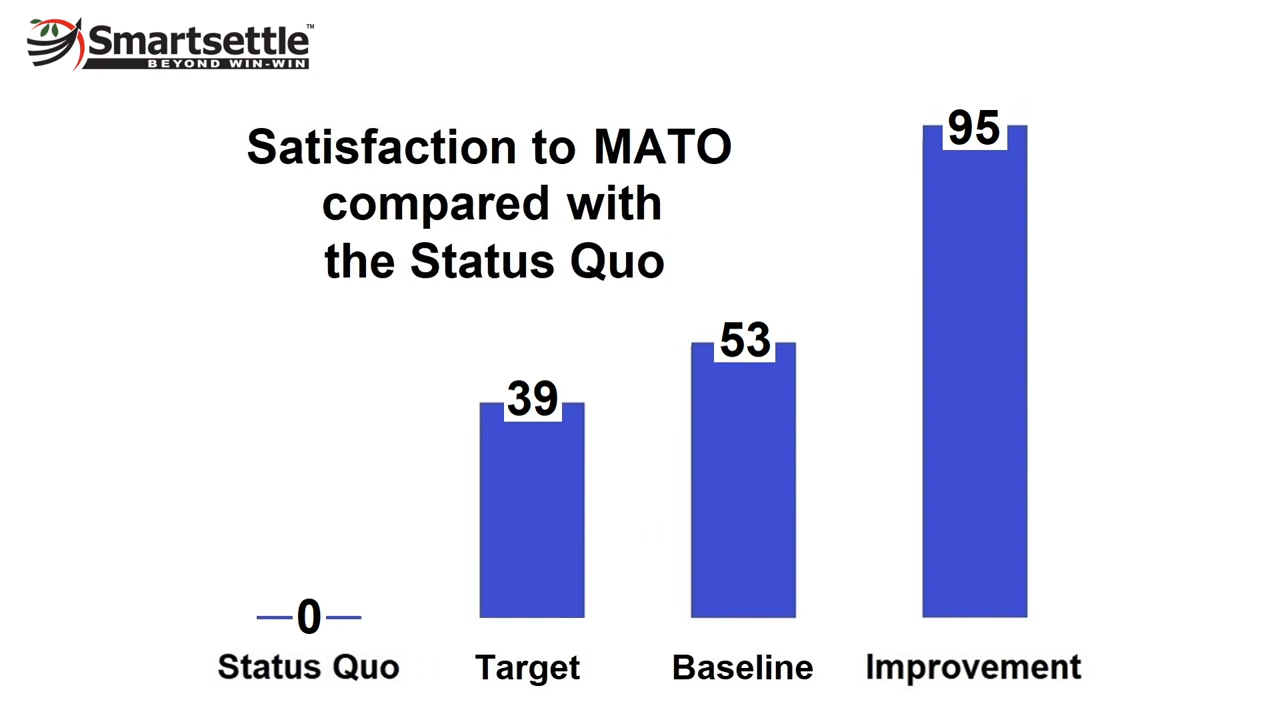 Smartsettle™
BEYOND WIN-WIN
Satisfaction to MATO
compared with
the Status Quo
95
53
39
0
Status Quo
Target
Baseline
Improvement